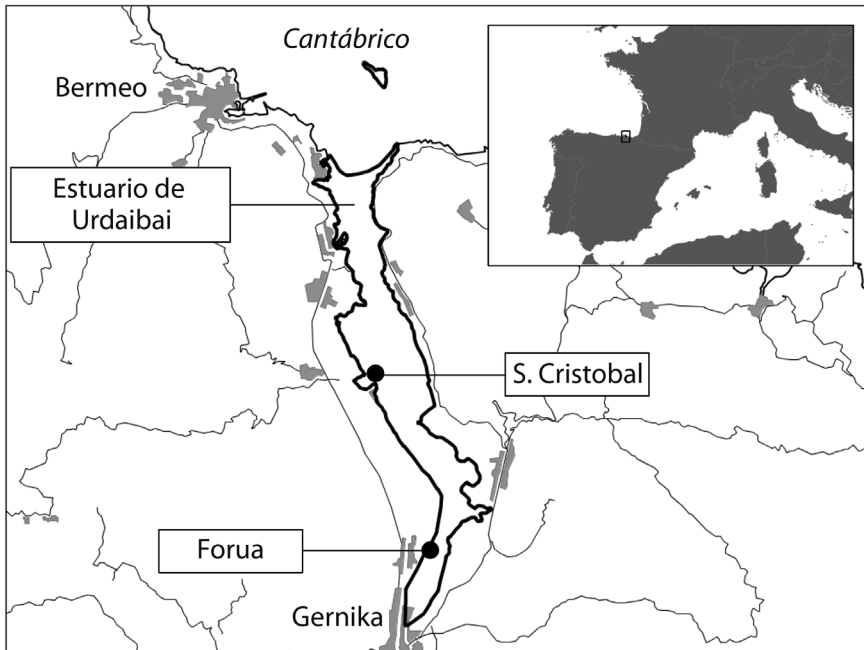 Cantábrico
Bermeo
Estuario de
Urdaibai
S. Cristobal
Forua
Gernika